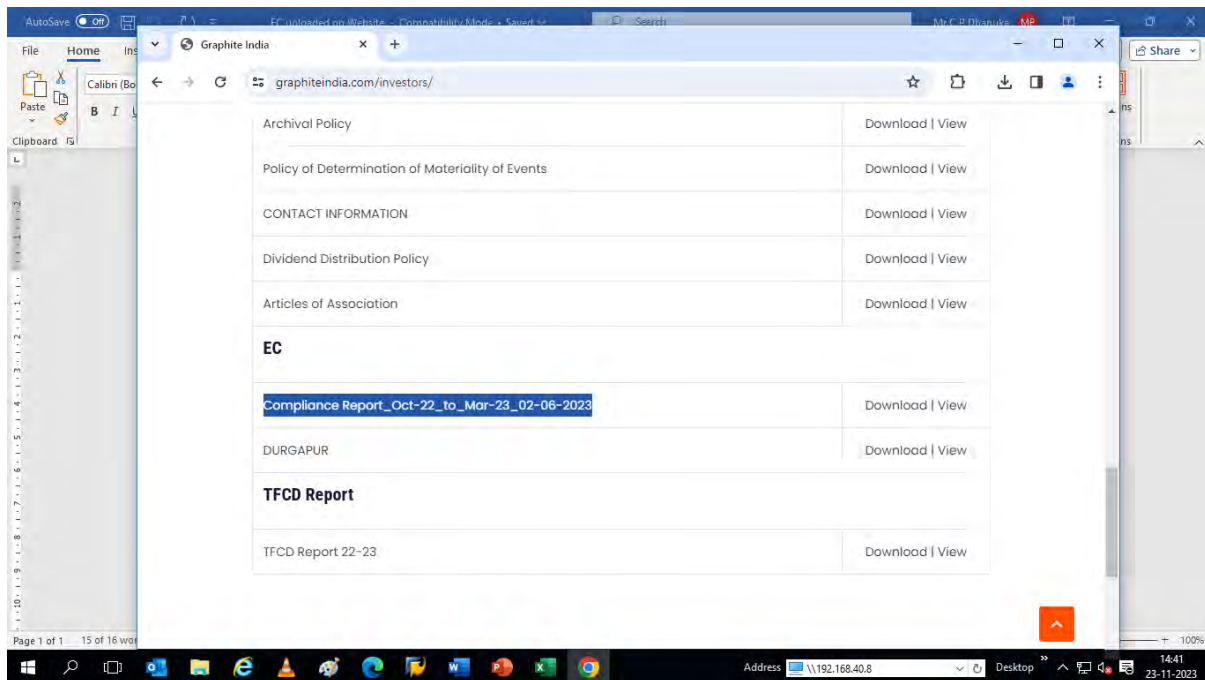 AutoSave Off EC uploaded on Website - Compatibility Mode • Saved Search Mr.C P Dhanuka MP
File Home Ins Graphite India Share
graphiteindia.com/investors/
Paste Calibri (Bo
B I U
Clipboard
Archival Policy Download | View
Policy of Determination of Materiality of Events Download | View
CONTACT INFORMATION Download | View
Dividend Distribution Policy Download | View
Articles of Association Download | View
EC
Compliance Report_Oct-22_to_Mar-23_02-06-2023 Download | View
DURGAPUR Download | View
TFCD Report
TFCD Report 22-23 Download | View
Page 1 of 1 15 of 16 wor 100%
Address \\192.168.40.8 Desktop 14:41
23-11-2023